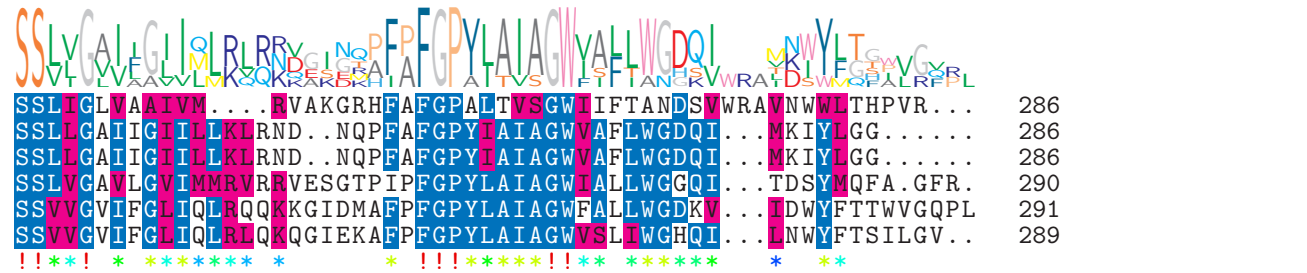 SSLIGLVAAIVM....RVAKGRHFAFGPALTVSGWIIFTANDSVWRAVNWWLTHPVR... 286
SSLLGAIIGIILLKLRND..NQPFAFGPYIAIAGWVAFLWGDQI...MKIYLGG...... 286
SSLLGAIIGIILLKLRND..NQPFAFGPYIAIAGWVAFLWGDQI...MKIYLGG...... 286
SSLVGAVLGVIMMRVRRVESGTPIPFGPYLAIAGWIALLWGGQI...TDSYMQFA.GFR. 290
SSVVGVIFGLIQLRQQKKGIDMAFPFGPYLAIAGWFALLWGDKV...IDWYFTTWVGQPL 291
SSVVGVIFGLIQLRLQKQGIEKAFPFGPYLAIAGWVSLIWGHQI...LNWYFTSILGV.. 289
!!**! * ******* * * !!!*****!!** ****** * **